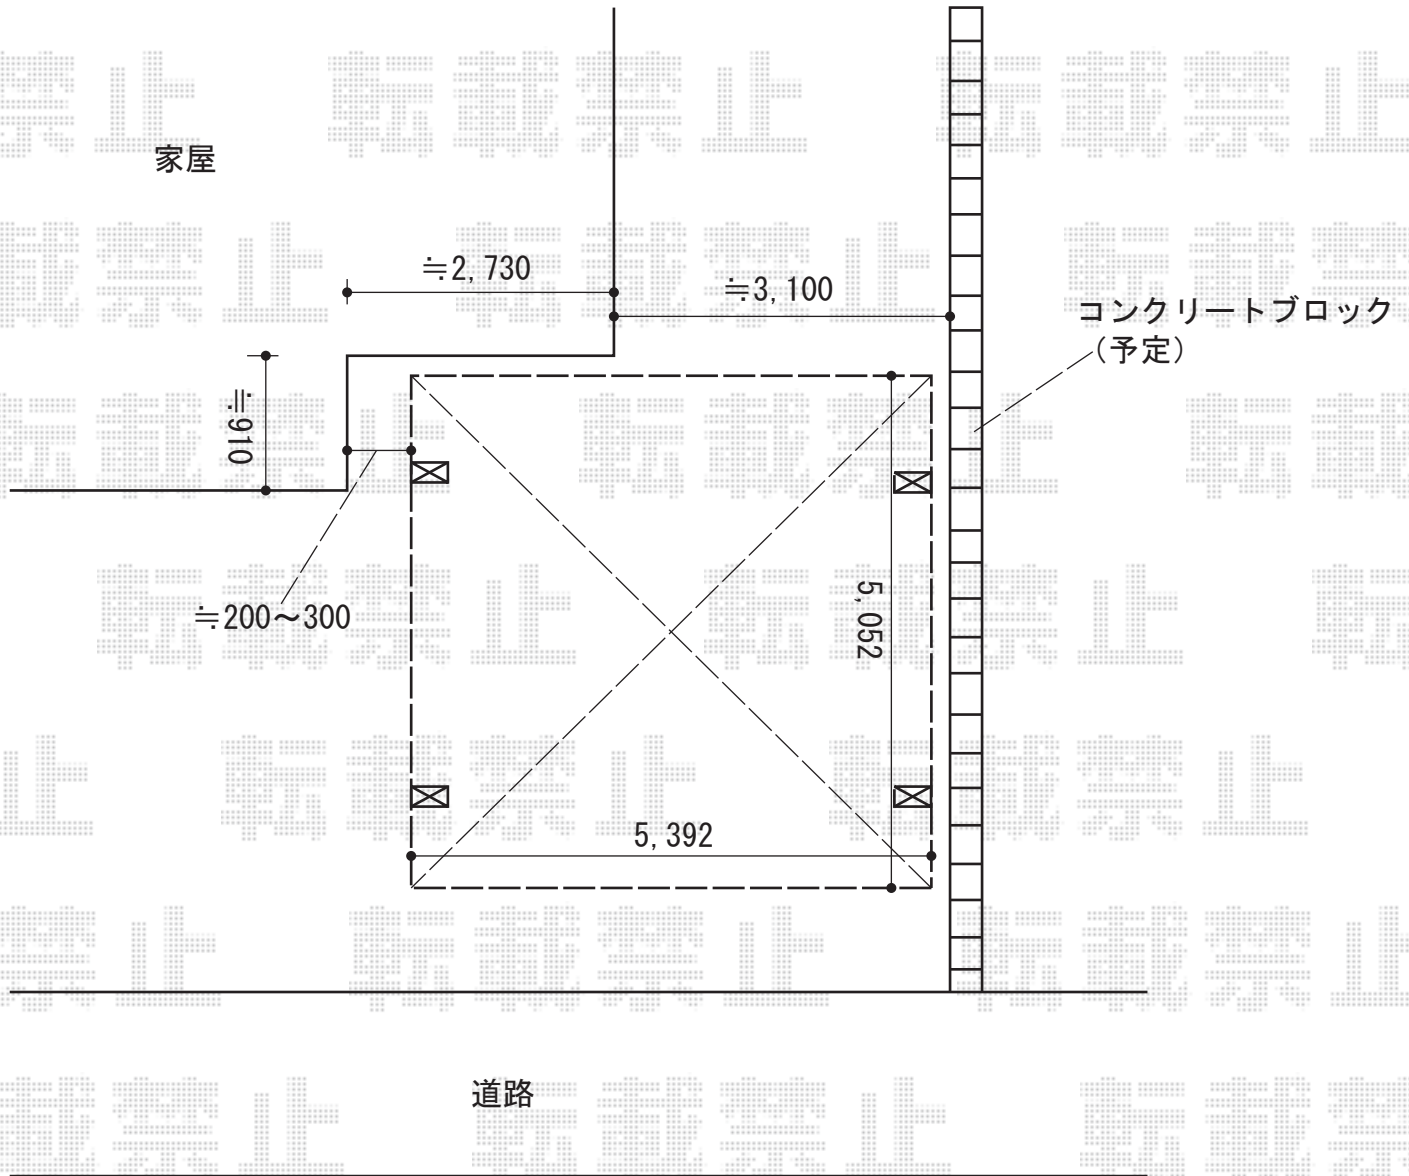 転載禁止
家屋
≒2,730
≒3,100
コンクリートブロック
(予定)
≒910
≒200～300
5,052
5,392
道路